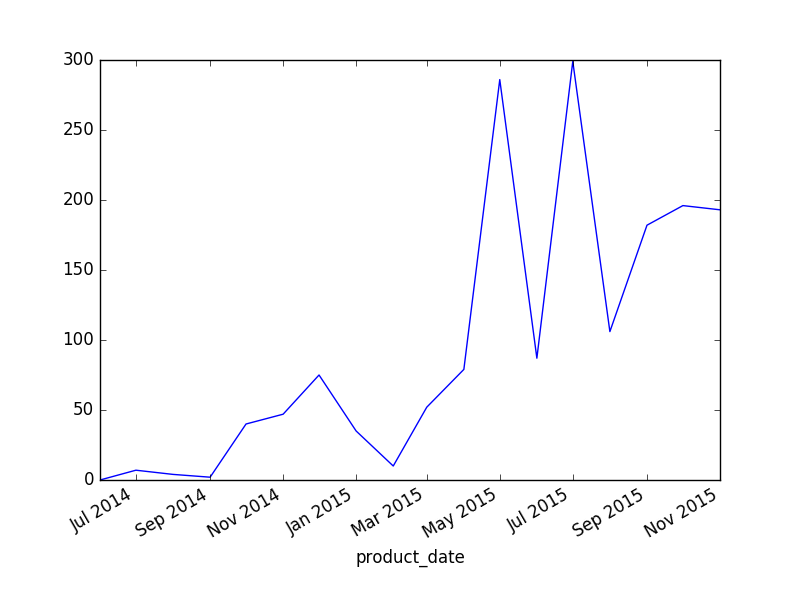 300
250
200
150
100
50
0
Jul 2014
Sep 2014
Nov 2014
Jan 2015
Mar 2015
May 2015
Jul 2015
Sep 2015
Nov 2015
product_date